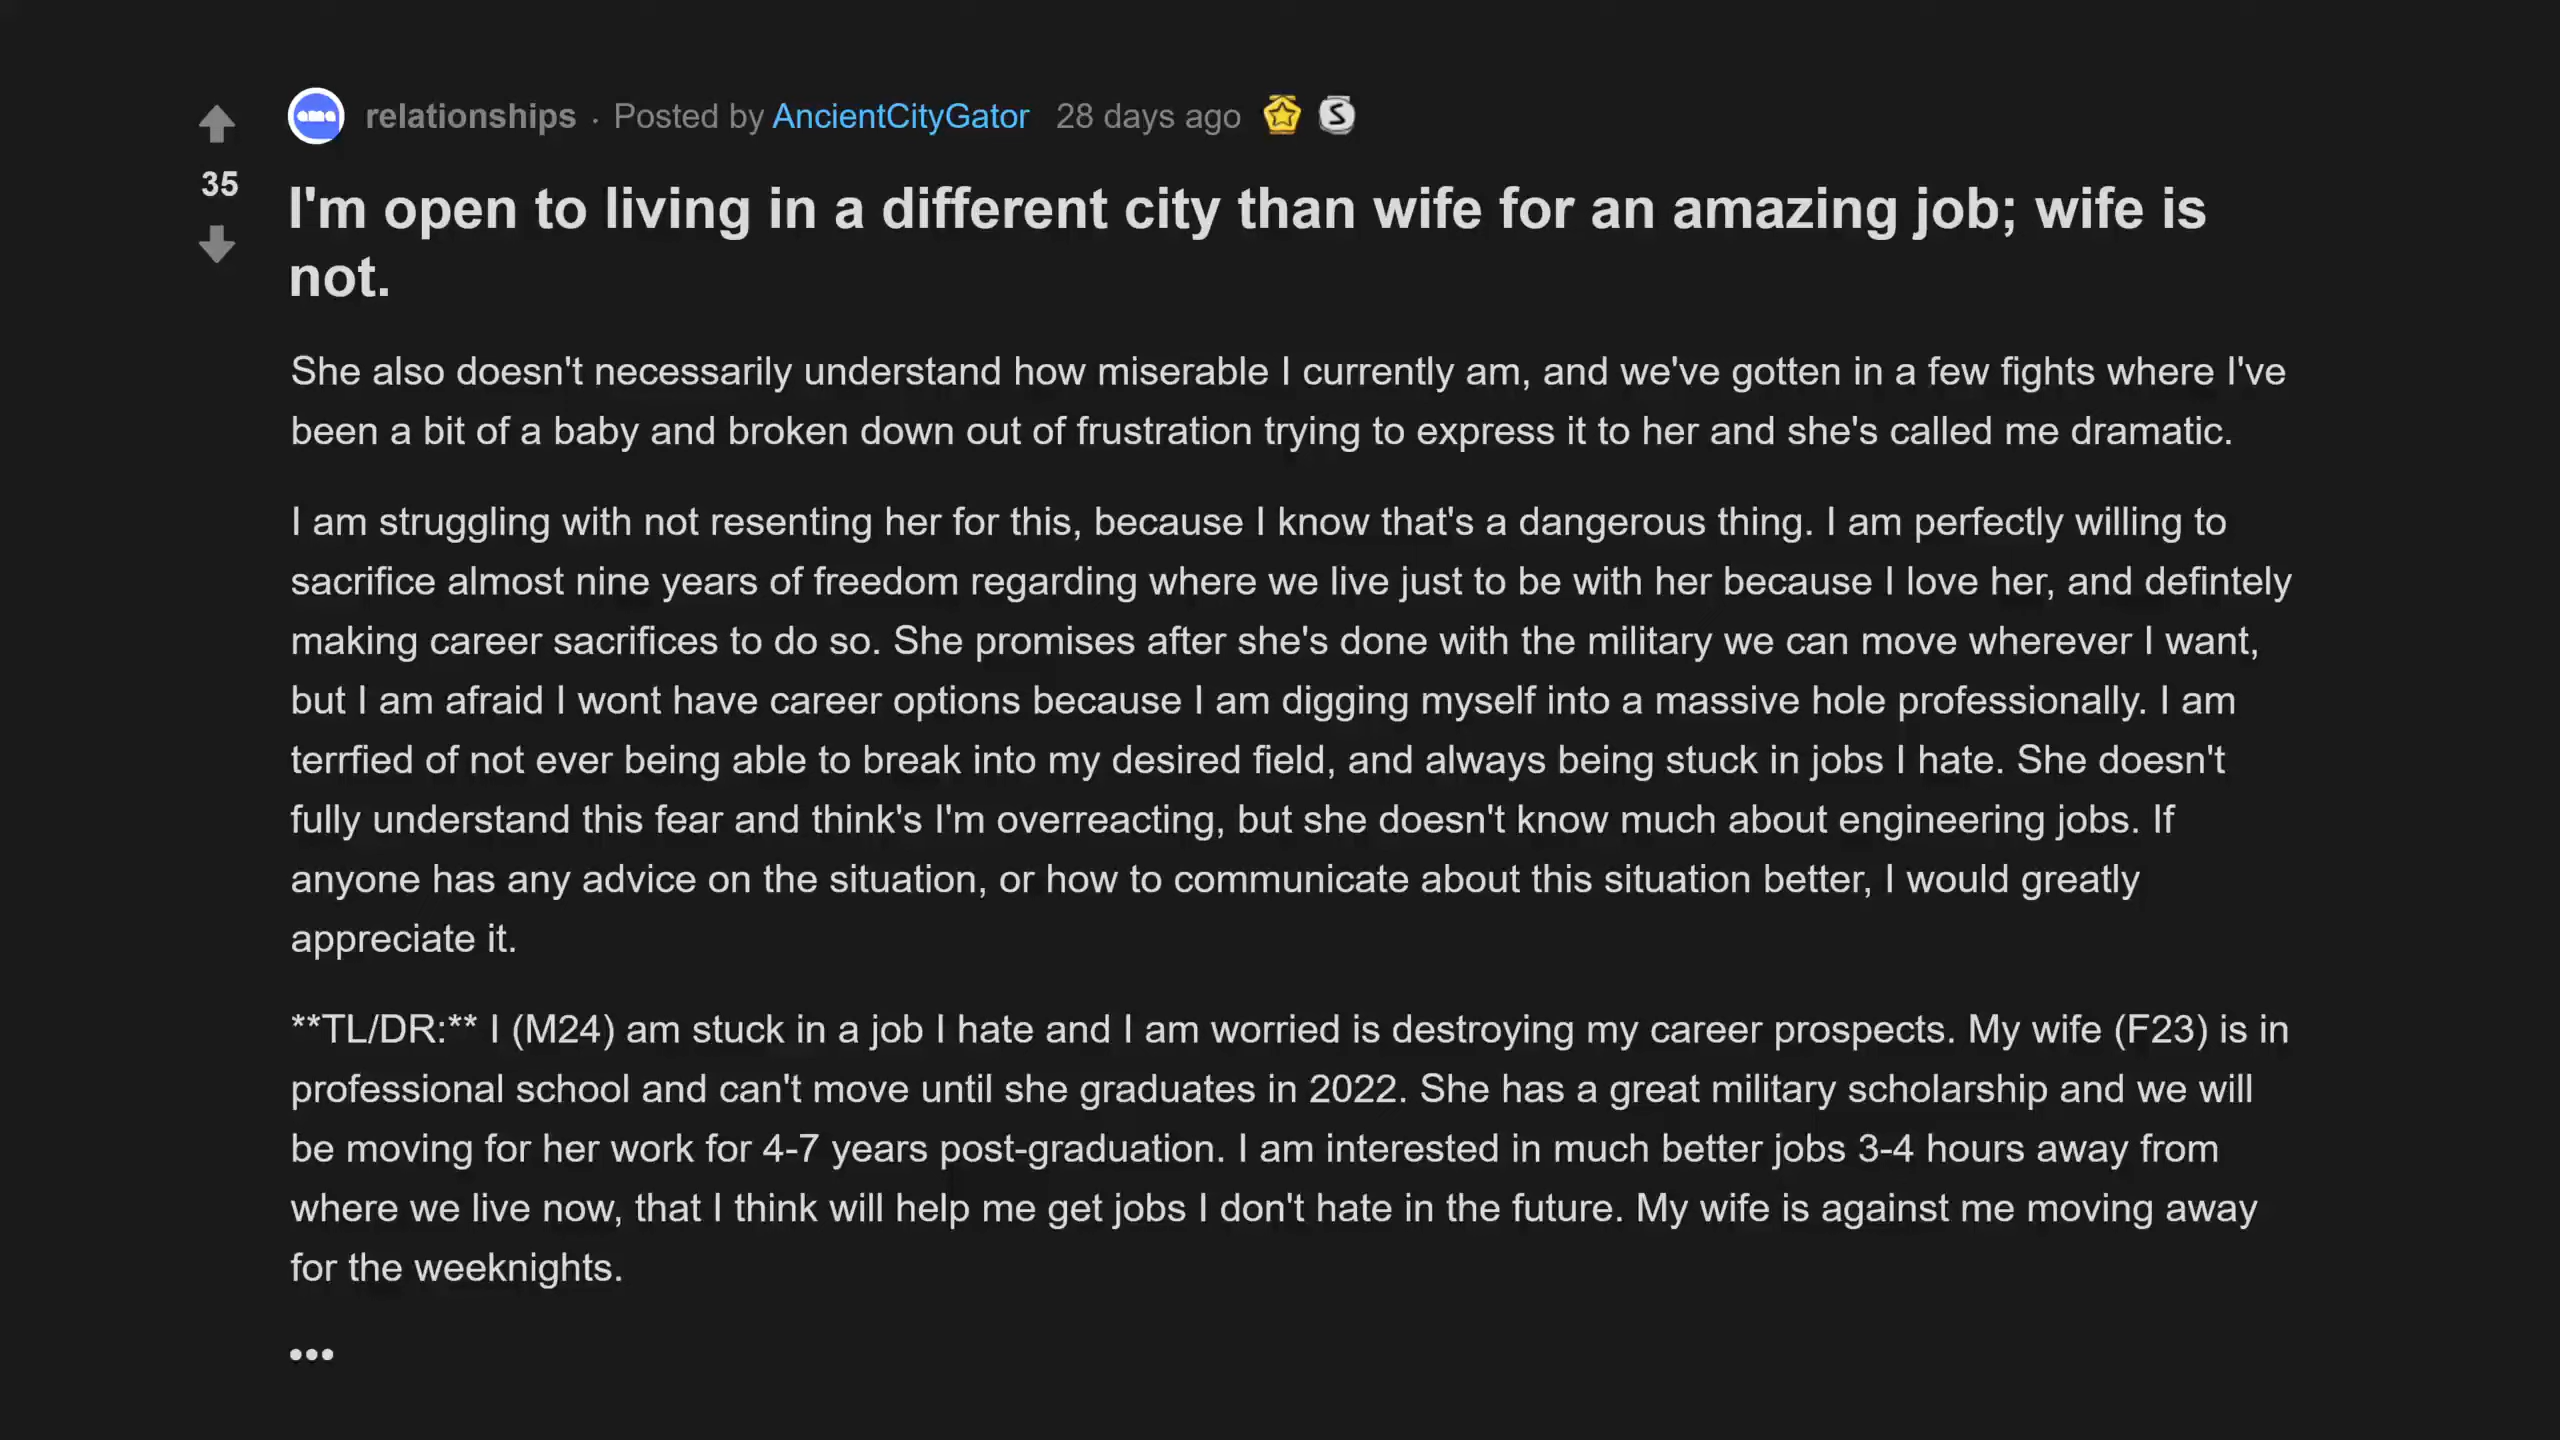 relationships · Posted by AncientCityGator 28 days ago
35
I'm open to living in a different city than wife for an amazing job; wife is
not.
She also doesn't necessarily understand how miserable I currently am, and we've gotten in a few fights where I've
been a bit of a baby and broken down out of frustration trying to express it to her and she's called me dramatic.
I am struggling with not resenting her for this, because I know that's a dangerous thing. I am perfectly willing to
sacrifice almost nine years of freedom regarding where we live just to be with her because I love her, and defintely
making career sacrifices to do so. She promises after she's done with the military we can move wherever I want,
but I am afraid I wont have career options because I am digging myself into a massive hole professionally. I am
terrfied of not ever being able to break into my desired field, and always being stuck in jobs I hate. She doesn't
fully understand this fear and think's I'm overreacting, but she doesn't know much about engineering jobs. If
anyone has any advice on the situation, or how to communicate about this situation better, I would greatly
appreciate it.
**TL/DR:** I (M24) am stuck in a job I hate and I am worried is destroying my career prospects. My wife (F23) is in
professional school and can't move until she graduates in 2022. She has a great military scholarship and we will
be moving for her work for 4-7 years post-graduation. I am interested in much better jobs 3-4 hours away from
where we live now, that I think will help me get jobs I don't hate in the future. My wife is against me moving away
for the weeknights.
•••